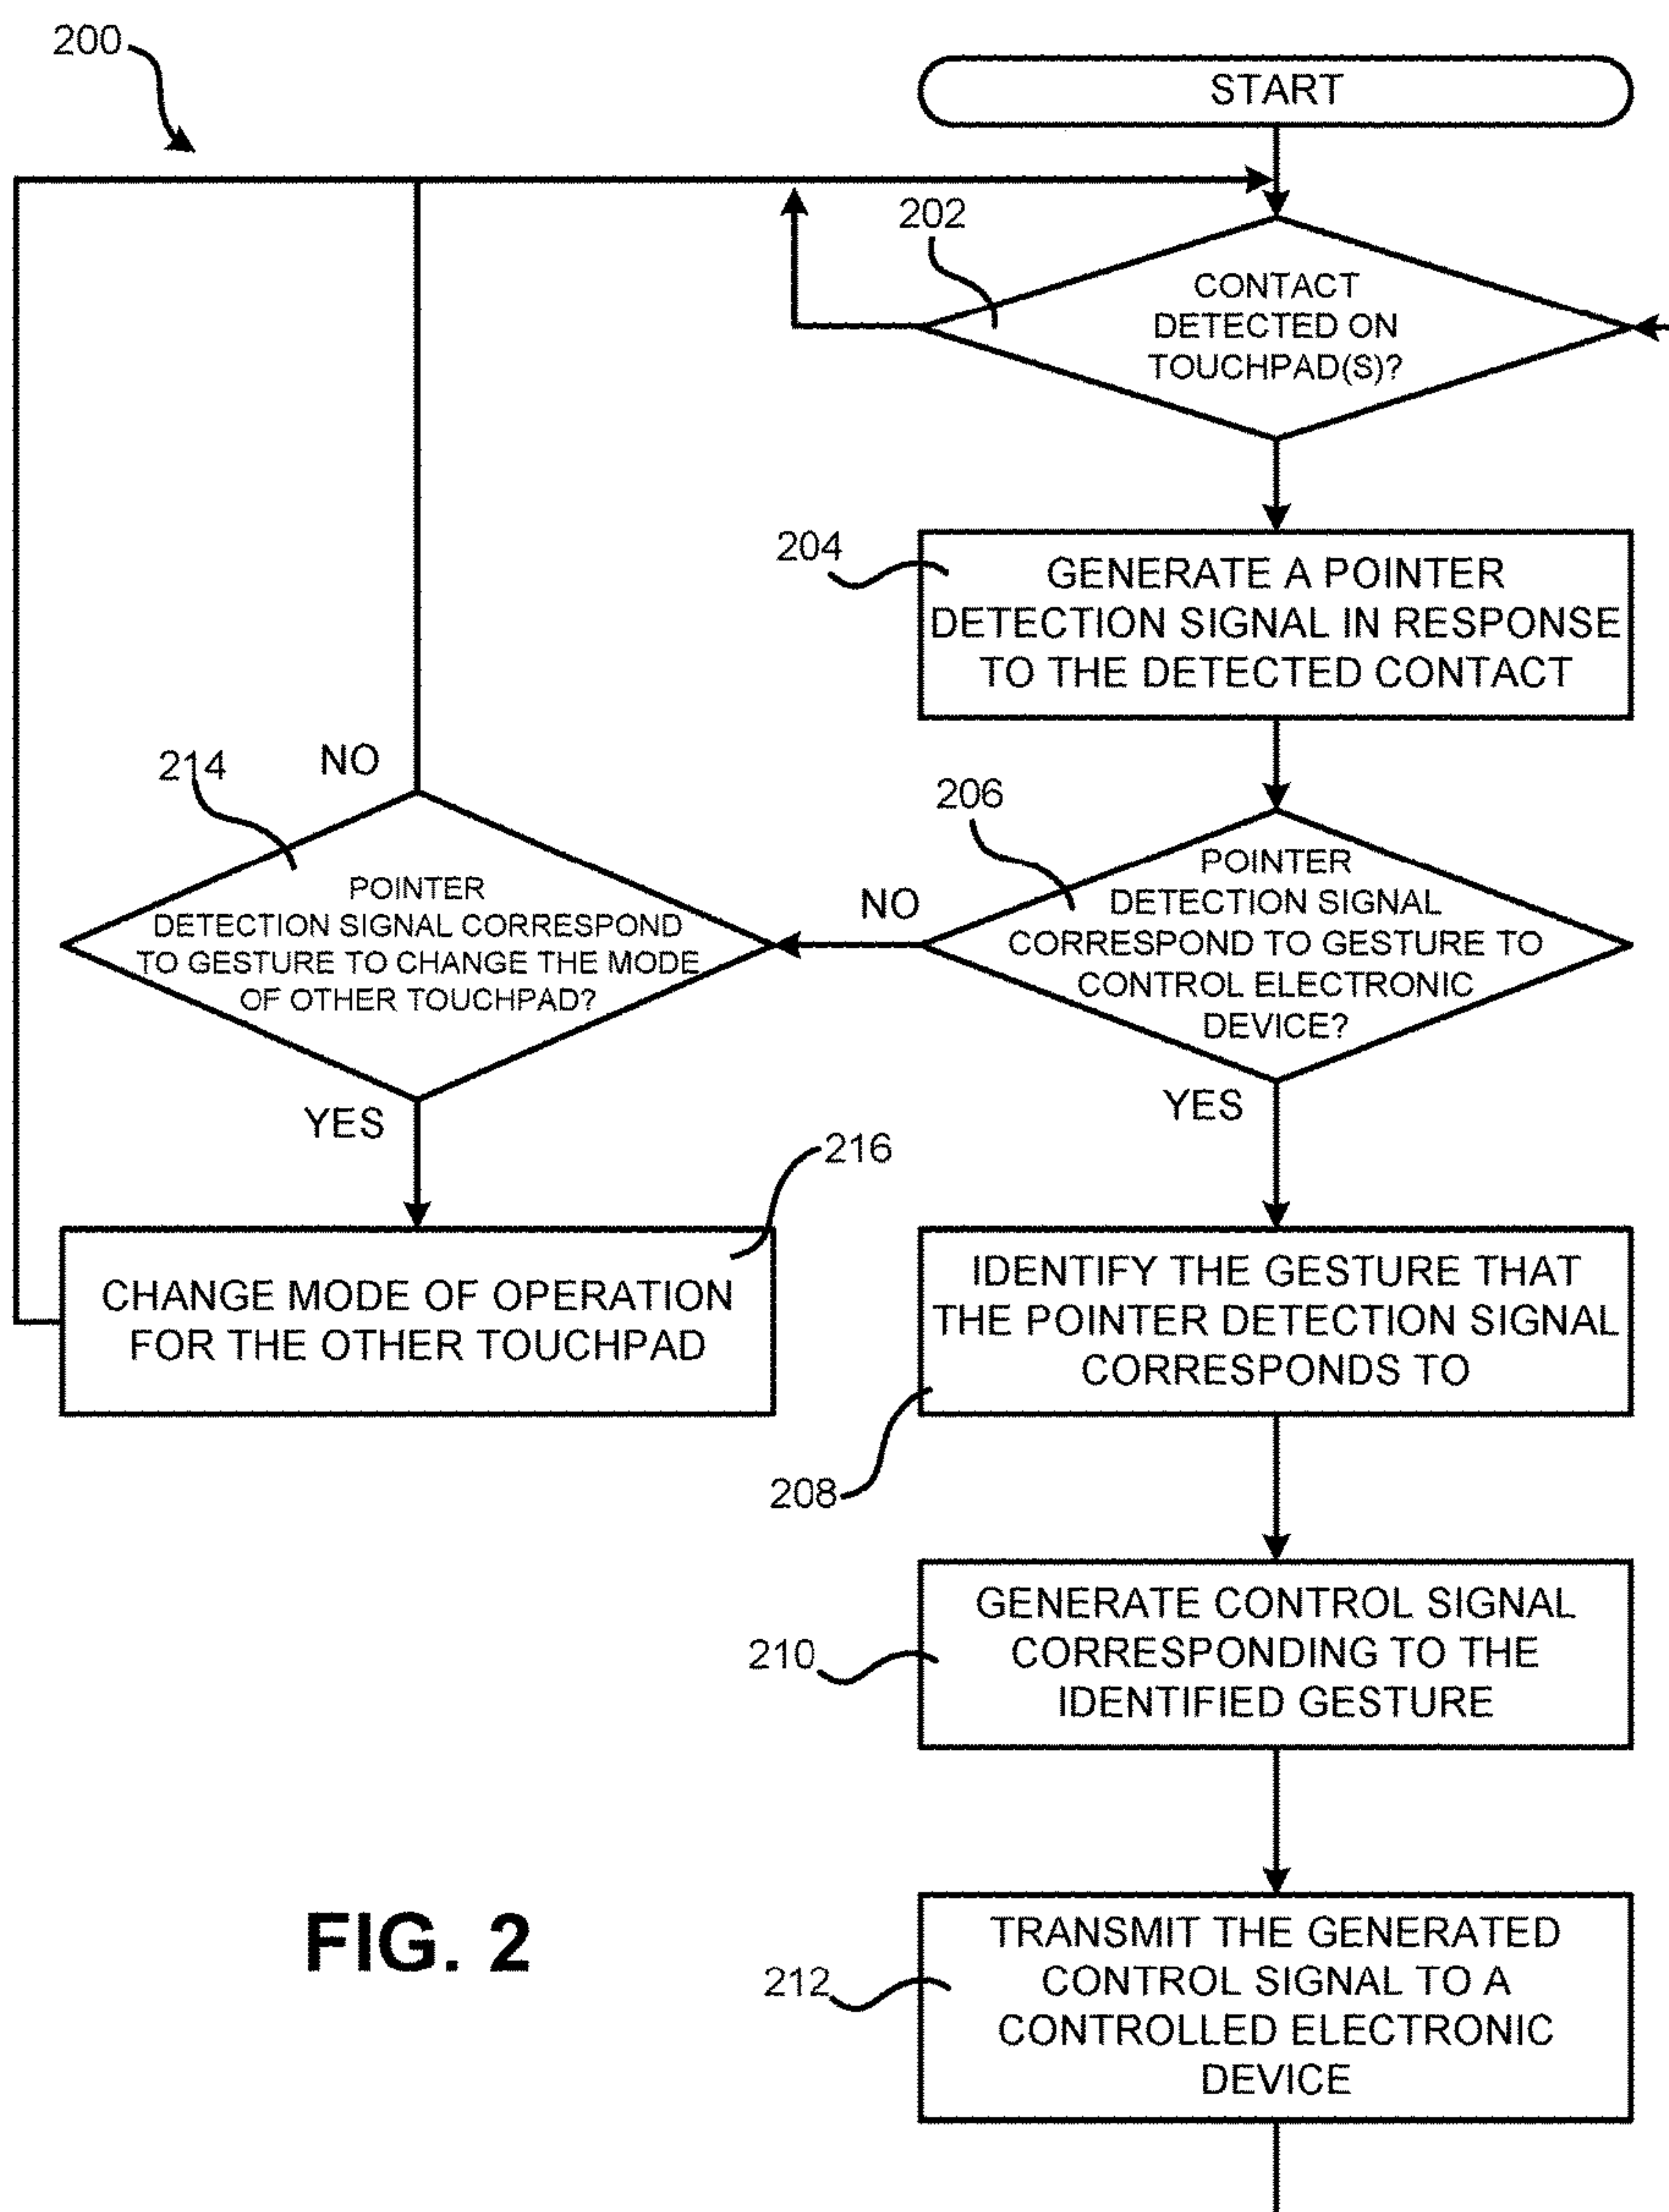 200
START
202
CONTACT
DETECTED ON
TOUCHPAD(S)?
204
GENERATE A POINTER
DETECTION SIGNAL IN RESPONSE
TO THE DETECTED CONTACT
206
POINTER
DETECTION SIGNAL
CORRESPOND TO GESTURE TO
CONTROL ELECTRONIC
DEVICE?
NO
YES
214
NO
POINTER
DETECTION SIGNAL CORRESPOND
TO GESTURE TO CHANGE THE MODE
OF OTHER TOUCHPAD?
YES
216
CHANGE MODE OF OPERATION
FOR THE OTHER TOUCHPAD
208
IDENTIFY THE GESTURE THAT
THE POINTER DETECTION SIGNAL
CORRESPONDS TO
210
GENERATE CONTROL SIGNAL
CORRESPONDING TO THE
IDENTIFIED GESTURE
212
TRANSMIT THE GENERATED
CONTROL SIGNAL TO A
CONTROLLED ELECTRONIC
DEVICE
FIG. 2